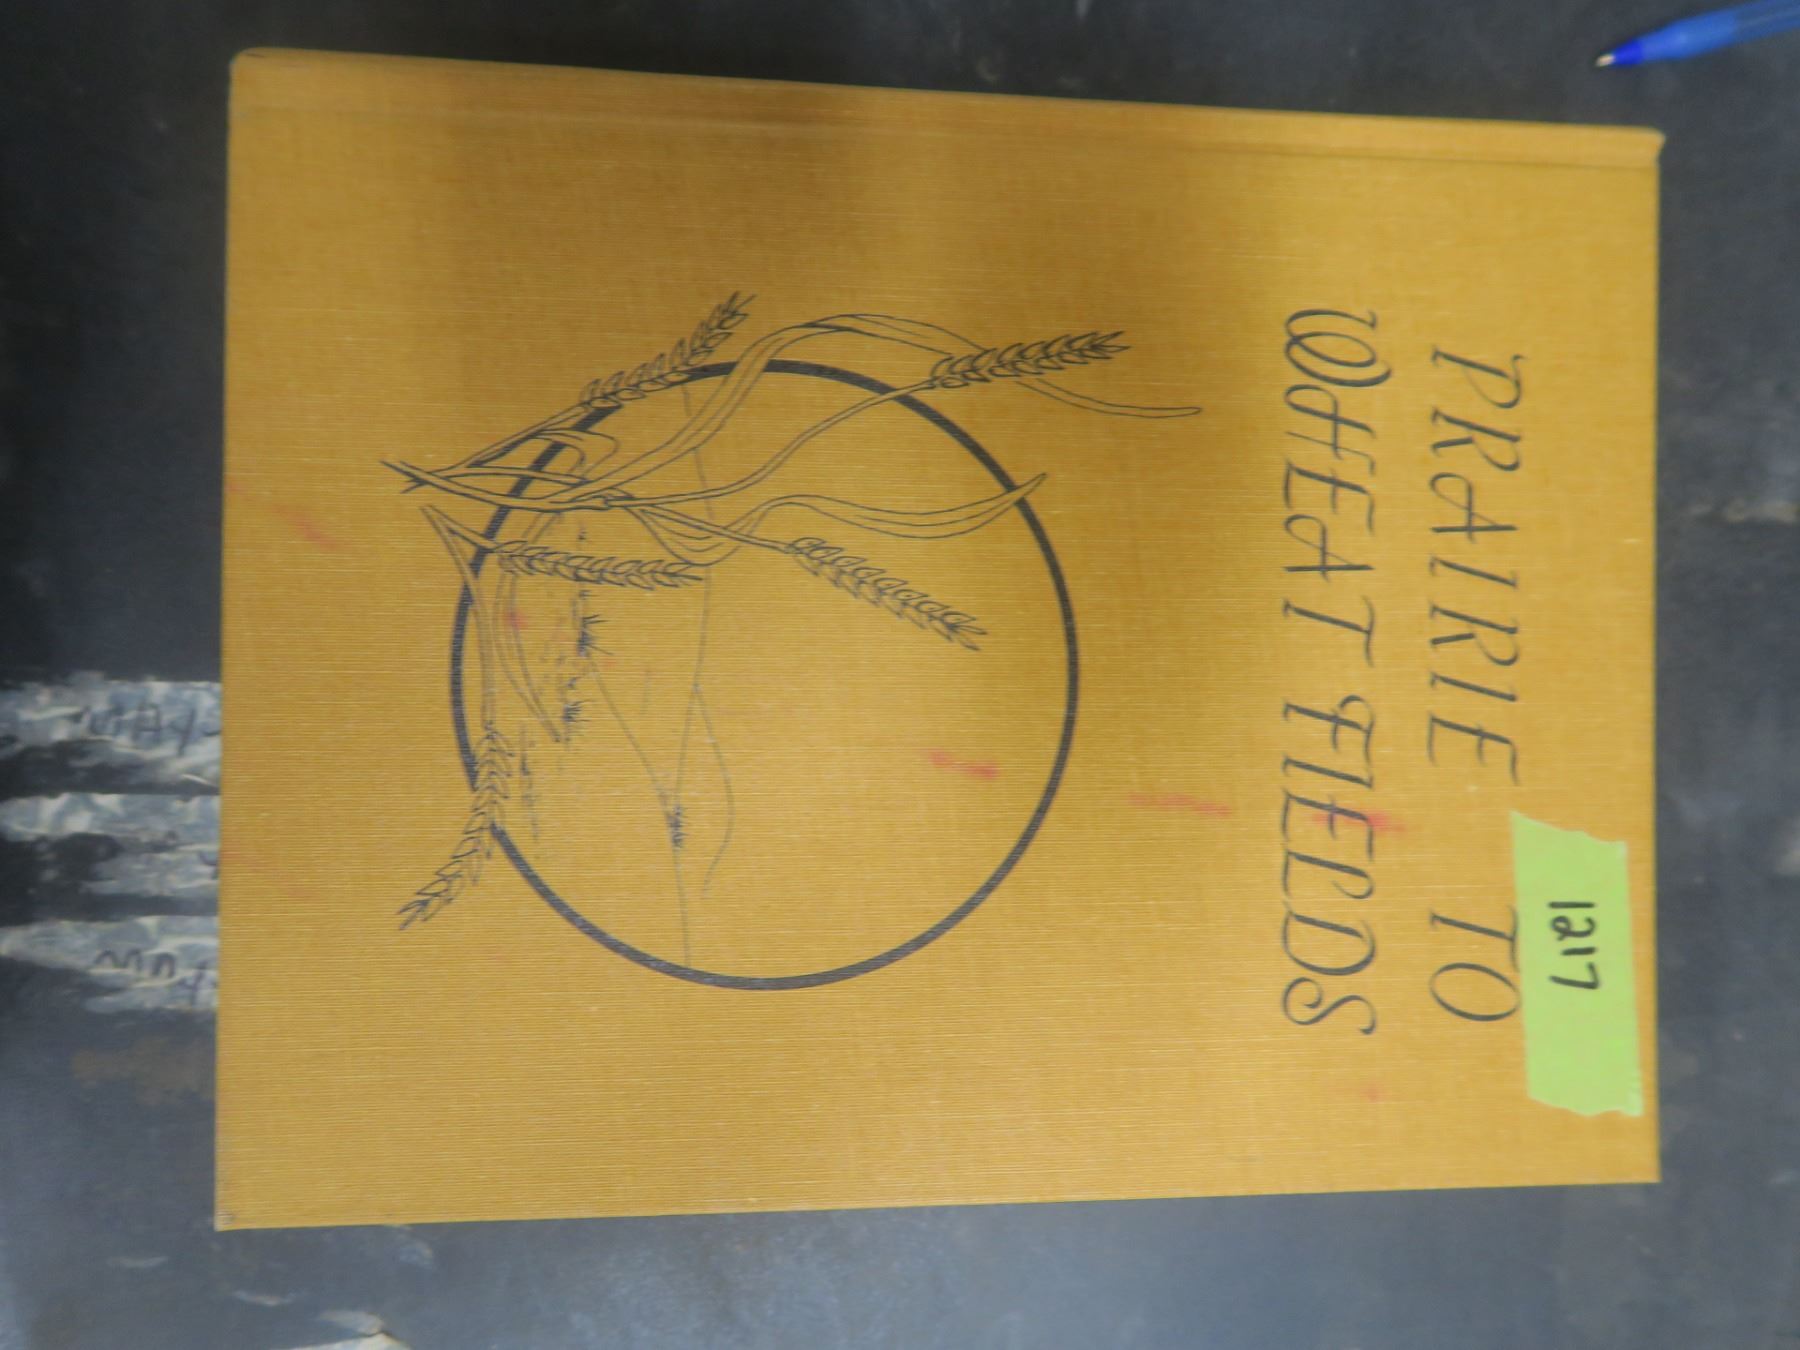 1217
PRAIRIE TO
WHEAT FIELDS